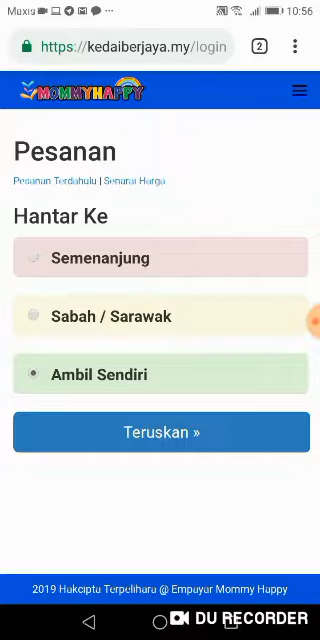 Maxis ... 10:56
https://kedaiberjaya.my/login 2
MOMMYHAPPY
Pesanan
Pesanan Terdahulu | Senarai Harga
Hantar Ke
Semenanjung
Sabah / Sarawak
Ambil Sendiri
Teruskan »
2019 Hakcipta Terpelihara @ Empayar Mommy Happy
DU RECORDER